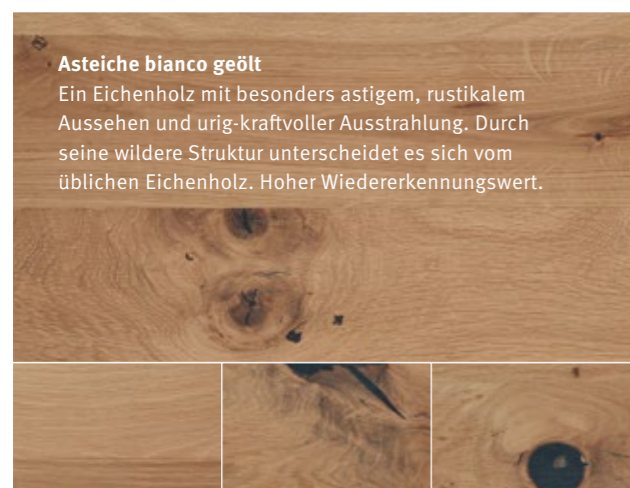 Asteiche bianco geölt
Ein Eichenholz mit besonders astigem, rustikalem
Aussehen und urig-kraftvoller Ausstrahlung. Durch
seine wildere Struktur unterscheidet es sich vom
üblichen Eichenholz. Hoher Wiedererkennungswert.